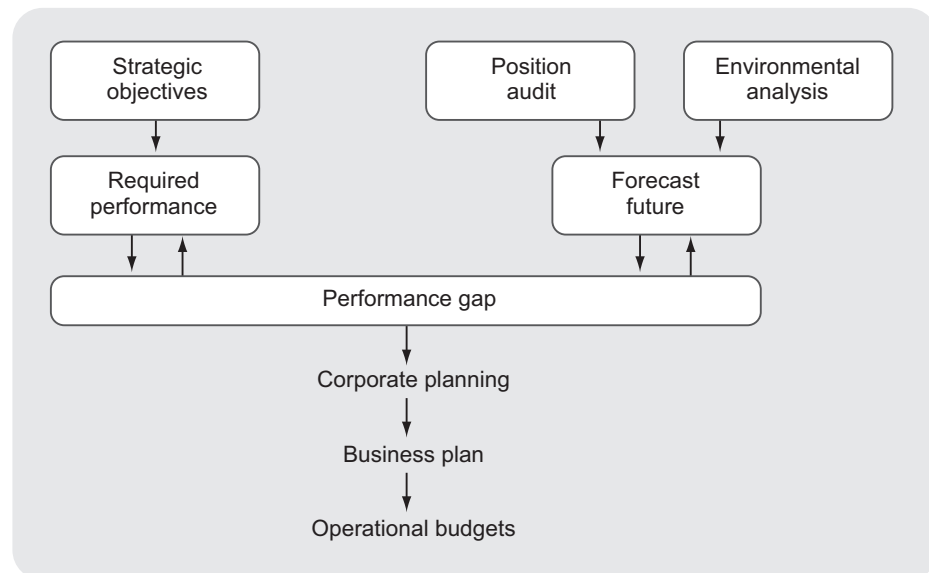 Strategic
objectives
Position
audit
Environmental
analysis
Required
performance
Forecast
future
Performance gap
Corporate planning
Business plan
Operational budgets